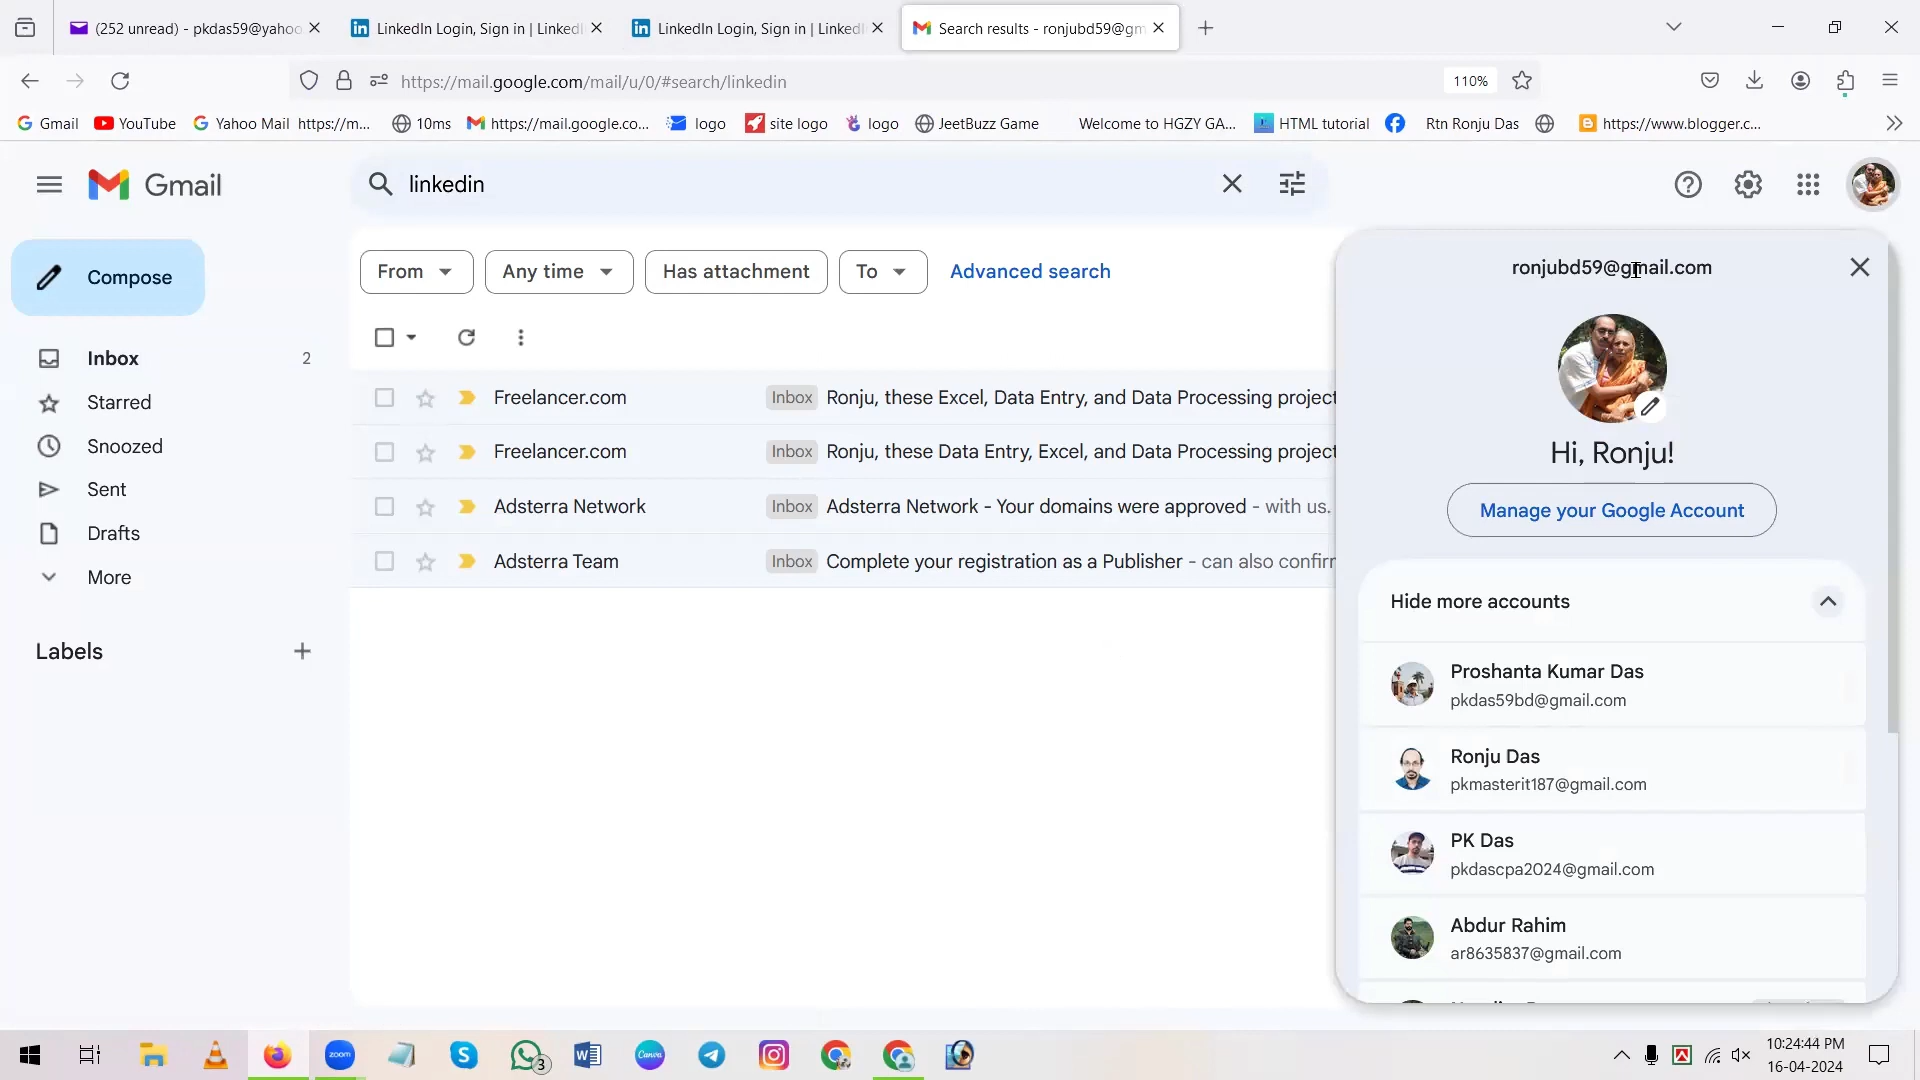 (252 unread) - pkdas59@yahoo
LinkedIn Login, Sign in | LinkedI
LinkedIn Login, Sign in | LinkedI
Search results - ronjubd59@gm
https://mail.google.com/mail/u/0/#search/linkedin
110%
Gmail
YouTube
Yahoo Mail
https://m...
10ms
https://mail.google.co...
logo
site logo
logo
JeetBuzz Game
Welcome to HGZY GA...
HTML tutorial
Rtn Ronju Das
https://www.blogger.c...
Gmail
linkedin
Compose
From
Any time
Has attachment
To
Advanced search
Inbox 2
Starred
Snoozed
Sent
Drafts
More
Labels
Freelancer.com Inbox Ronju, these Excel, Data Entry, and Data Processing project
Freelancer.com Inbox Ronju, these Data Entry, Excel, and Data Processing project
Adsterra Network Inbox Adsterra Network - Your domains were approved - with us.
Adsterra Team Inbox Complete your registration as a Publisher - can also confir
ronjubd59@gmail.com
Hi, Ronju!
Manage your Google Account
Hide more accounts
Proshanta Kumar Das
pkdas59bd@gmail.com
Ronju Das
pkmasterit187@gmail.com
PK Das
pkdascpa2024@gmail.com
Abdur Rahim
ar8635837@gmail.com
zoom
Canva
3
10:24:44 PM
16-04-2024